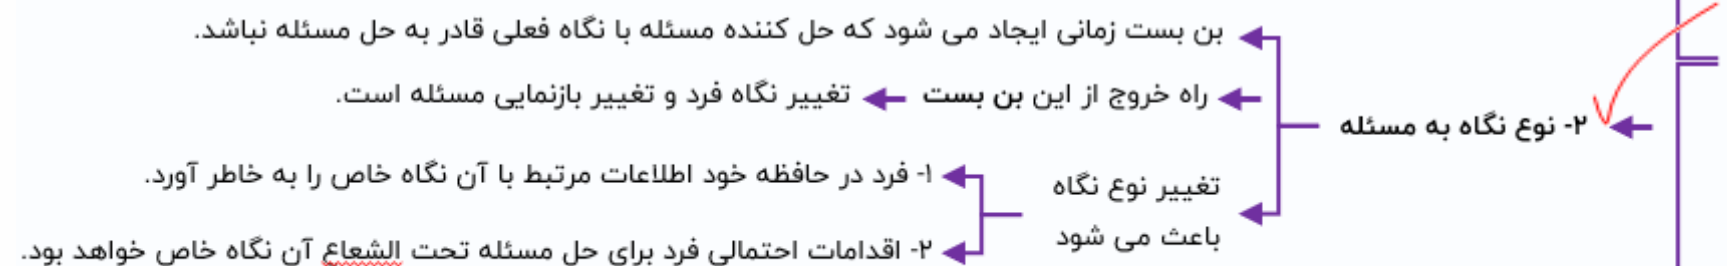 ۲- نوع نگاه به مسئله
بن بست زمانی ایجاد می شود که حل کننده مسئله با نگاه فعلی قادر به حل مسئله نباشد.
راه خروج از این بن بست
تغییر نگاه فرد و تغییر بازنمایی مسئله است.
تغییر نوع نگاه
باعث می شود
۱- فرد در حافظه خود اطلاعات مرتبط با آن نگاه خاص را به خاطر آورد.
۲- اقدامات احتمالی فرد برای حل مسئله تحت الشعاع آن نگاه خاص خواهد بود.